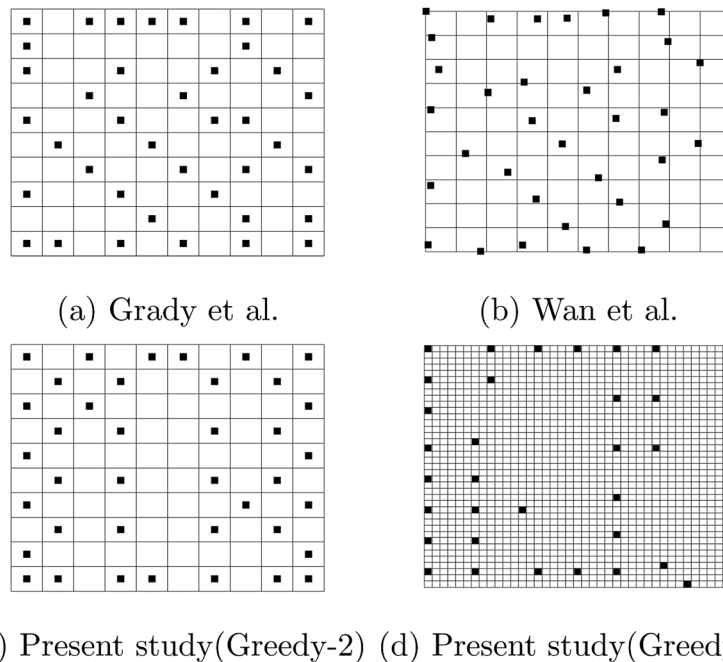 (a) Grady et al.
(b) Wan et al.
) Present study(Greedy-2)
(d) Present study(Greed